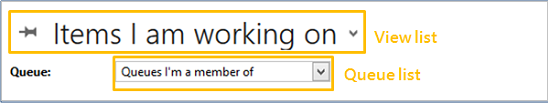 Items I am working on View list
Queue: Queues I'm a member of Queue list